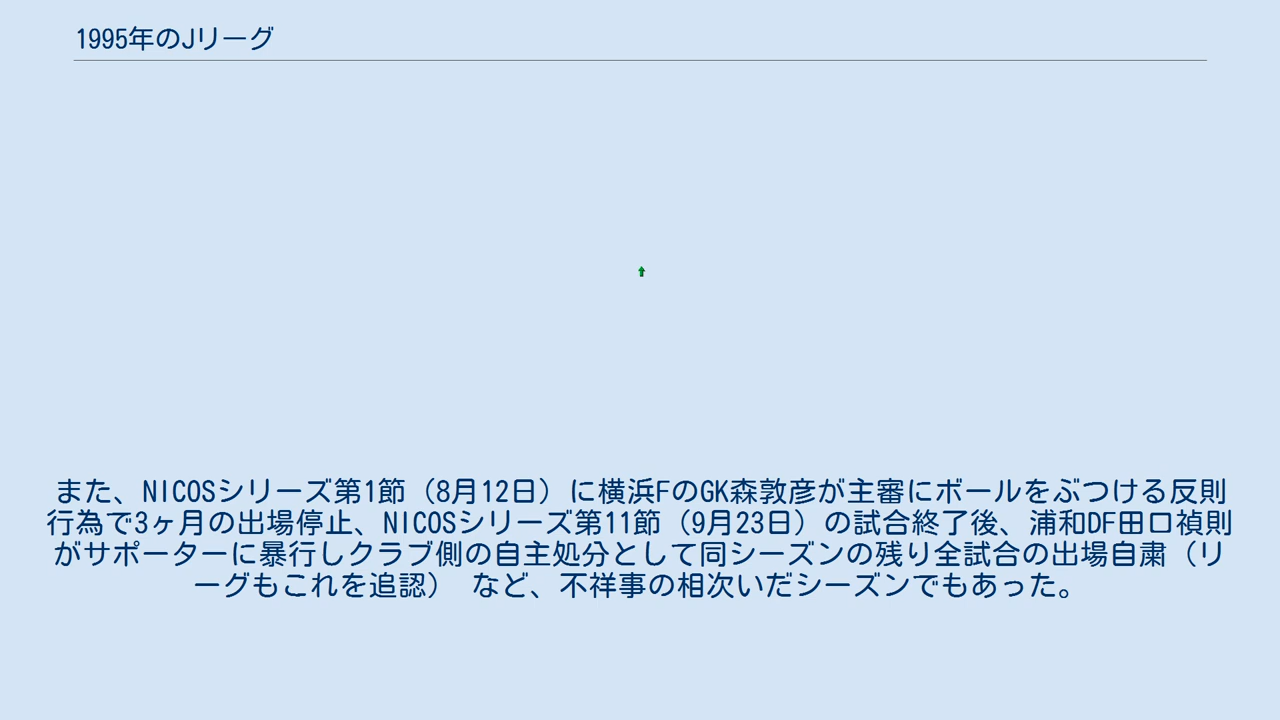 1995年のJリーグ
また、NICOSシリーズ第1節（8月12日）に横浜FのGK森敦彦が主審にボールをぶつける反則
行為で3ヶ月の出場停止、NICOSシリーズ第11節（9月23日）の試合終了後、浦和DF田口禎則
がサポーターに暴行しクラブ側の自主処分として同シーズンの残り全試合の出場自粛（リ
ーグもこれを追認） など、不祥事の相次いだシーズンでもあった。